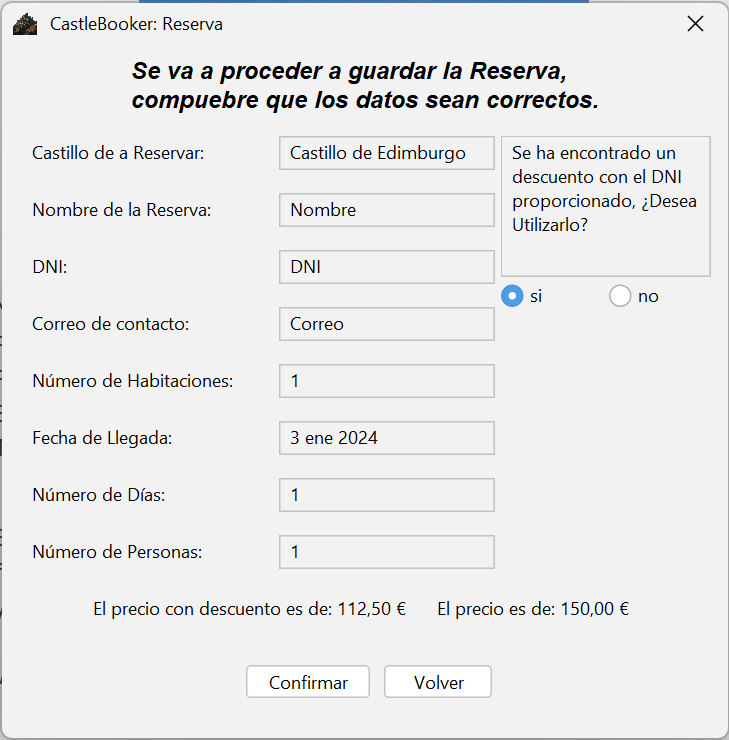 CastleBooker: Reserva
Se va a proceder a guardar la Reserva,
compuebre que los datos sean correctos.
Castillo de a Reservar:
Castillo de Edimburgo
Se ha encontrado un
descuento con el DNI
proporcionado, ¿Desea
Utilizarlo?
si
no
Nombre de la Reserva:
Nombre
DNI:
DNI
Correo de contacto:
Correo
Número de Habitaciones:
1
Fecha de Llegada:
3 ene 2024
Número de Días:
1
Número de Personas:
1
El precio con descuento es de: 112,50 €
El precio es de: 150,00 €
Confirmar
Volver